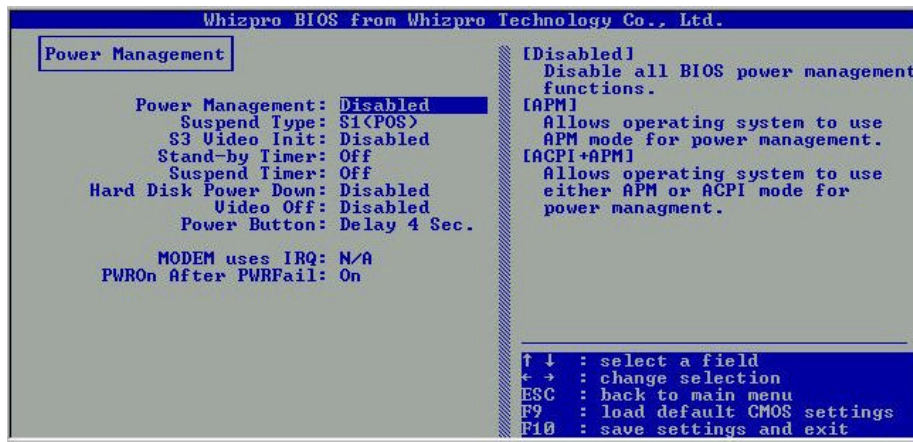 Whizpro BIOS from Whizpro Technology Co., Ltd.
Power Management
Power Management: Disabled
Suspend Type: S1(POS)
S3 Video Init: Disabled
Stand-by Timer: Off
Suspend Timer: Off
Hard Disk Power Down: Disabled
Video Off: Disabled
Power Button: Delay 4 Sec.
MODEM uses IRQ: N/A
PWROn After PWRFail: On
[Disabled]
Disable all BIOS power management
functions.
[APM]
Allows operating system to use
APM mode for power management.
[ACPI+APM]
Allows operating system to use
either APM or ACPI mode for
power managment.
↑ ↓ : select a field
← → : change selection
ESC : back to main menu
F9 : load default CMOS settings
F10 : save settings and exit